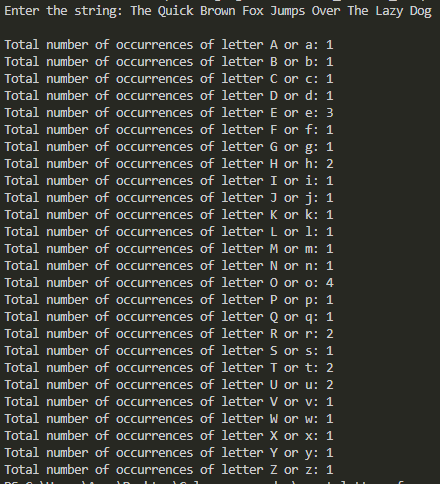 Enter the string: The Quick Brown Fox Jumps Over The Lazy Dog
Total number of occurrences of letter A or a: 1
Total number of occurrences of letter B or b: 1
Total number of occurrences of letter C or c: 1
Total number of occurrences of letter D or d: 1
Total number of occurrences of letter E or e: 3
Total number of occurrences of letter F or f: 1
Total number of occurrences of letter G or g: 1
Total number of occurrences of letter H or h: 2
Total number of occurrences of letter I or i: 1
Total number of occurrences of letter J or j: 1
Total number of occurrences of letter K or k: 1
Total number of occurrences of letter L or l: 1
Total number of occurrences of letter M or m: 1
Total number of occurrences of letter N or n: 1
Total number of occurrences of letter O or o: 4
Total number of occurrences of letter P or p: 1
Total number of occurrences of letter Q or q: 1
Total number of occurrences of letter R or r: 2
Total number of occurrences of letter S or s: 1
Total number of occurrences of letter T or t: 2
Total number of occurrences of letter U or u: 2
Total number of occurrences of letter V or v: 1
Total number of occurrences of letter W or w: 1
Total number of occurrences of letter X or x: 1
Total number of occurrences of letter Y or y: 1
Total number of occurrences of letter Z or z: 1